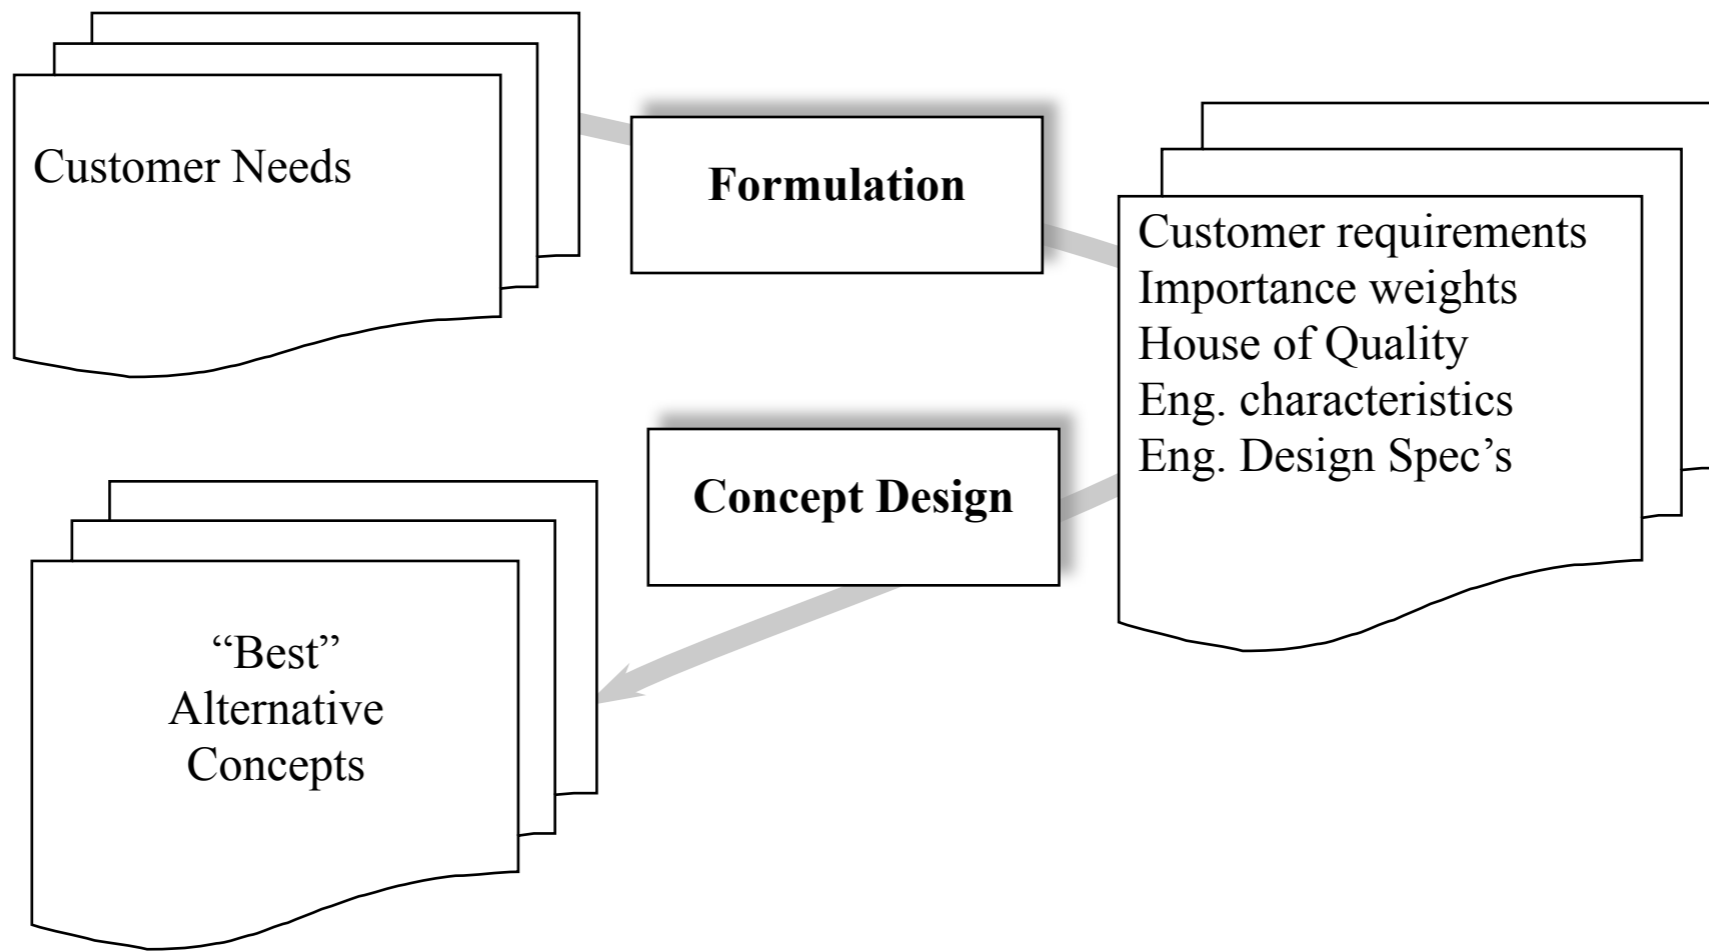 Customer Needs
Formulation
Customer requirements
Importance weights
House of Quality
Eng. characteristics
Eng. Design Spec’s
Concept Design
“Best”
Alternative
Concepts